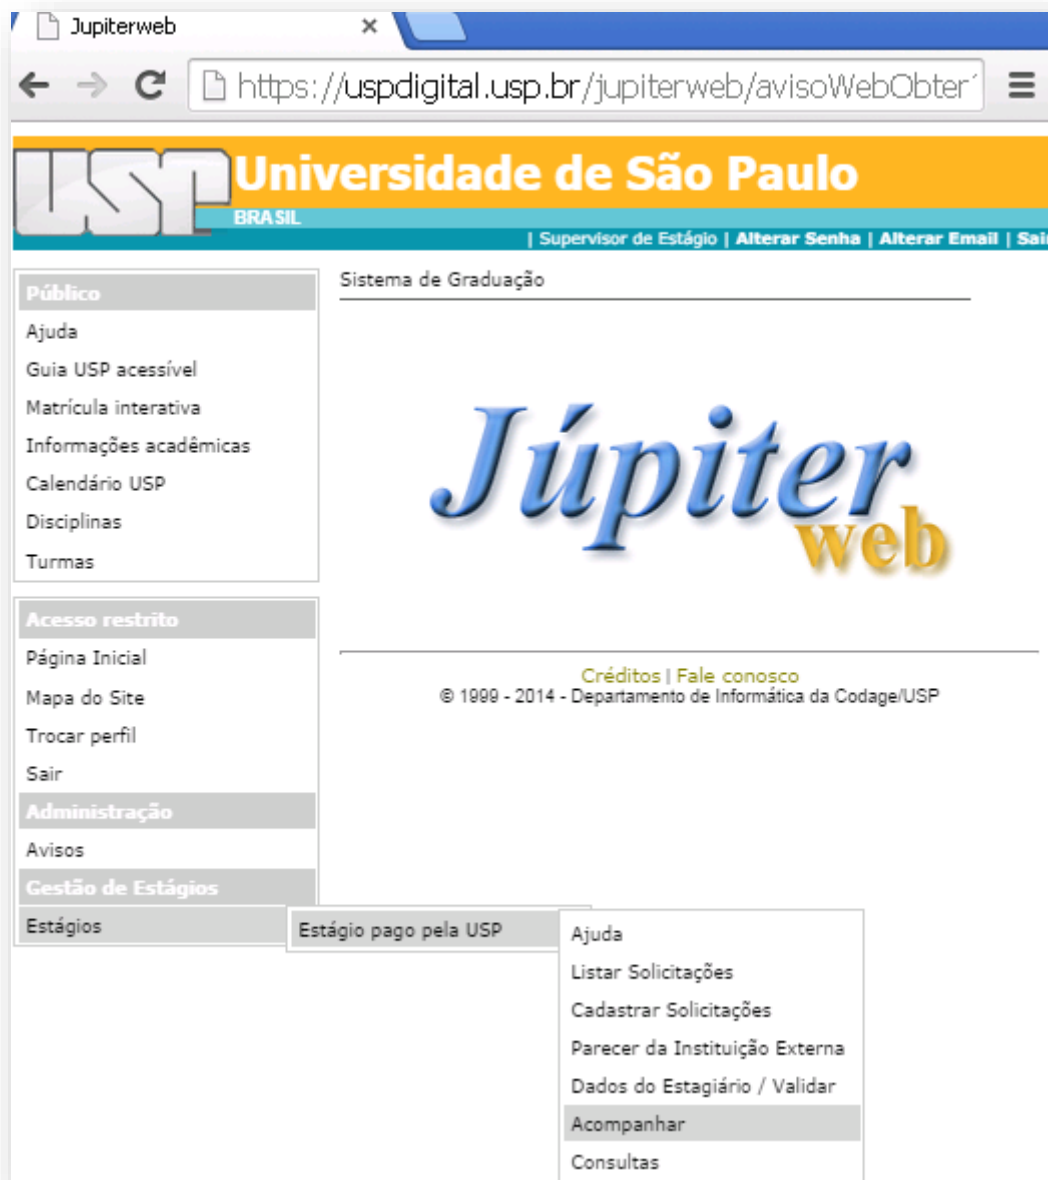 Jupiterweb
https://uspdigital.usp.br/jupiterweb/avisoWebObter
USP
Universidade de São Paulo
BRASIL
| Supervisor de Estágio | Alterar Senha | Alterar Email | Sair
Sistema de Graduação
Público
Ajuda
Guia USP acessível
Matrícula interativa
Informações acadêmicas
Calendário USP
Disciplinas
Turmas
Júpiter
web
Acesso restrito
Página Inicial
Mapa do Site
Trocar perfil
Sair
Administração
Avisos
Gestão de Estágios
Estágios
Créditos | Fale conosco
© 1999 - 2014 - Departamento de Informática da Codage/USP
Estágio pago pela USP
Ajuda
Listar Solicitações
Cadastrar Solicitações
Parecer da Instituição Externa
Dados do Estagiário / Validar
Acompanhar
Consultas